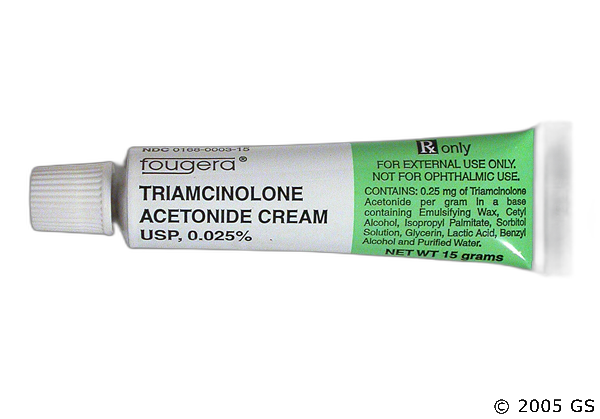 NDC 0168-0003-15
fougera®
TRIAMCINOLONE
ACETONIDE CREAM
USP, 0.025%
Rx only
FOR EXTERNAL USE ONLY.
NOT FOR OPHTHALMIC USE.
CONTAINS: 0.25 mg of Triamcinolone
Acetonide per gram in a base
containing Emulsifying Wax, Cetyl
Alcohol, Isopropyl Palmitate, Sorbitol
Solution, Glycerin, Lactic Acid, Benzyl
Alcohol and Purified Water.
NET WT 15 grams
© 2005 GS